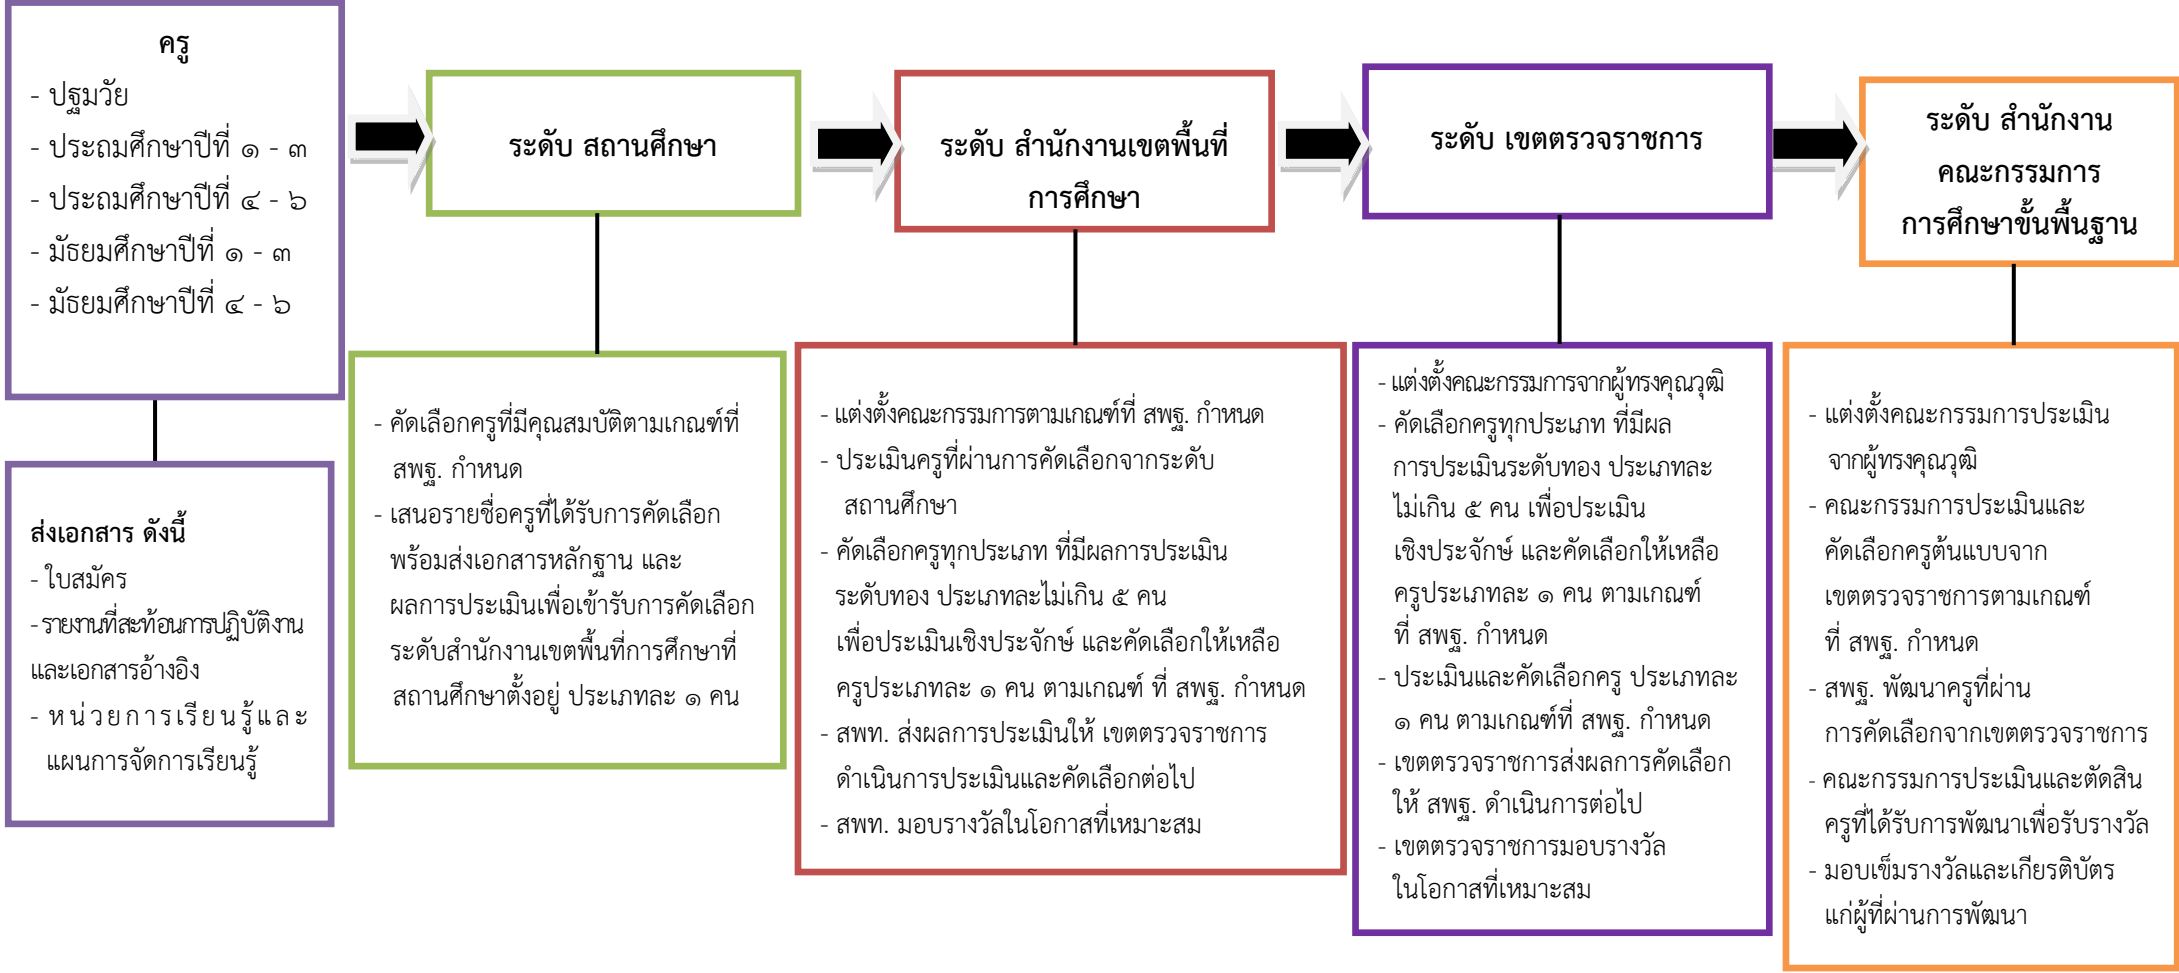 ครู
- ปฐมวัย
- ประถมศึกษาปีที่ ๑ - ๓
- ประถมศึกษาปีที่ ๔ - ๖
- มัธยมศึกษาปีที่ ๑ - ๓
- มัธยมศึกษาปีที่ ๔ - ๖
ส่งเอกสาร ดังนี้
- ใบสมัคร
- รายงานที่สะท้อนการปฏิบัติงาน
และเอกสารอ้างอิง
- หน่วยการเรียนรู้และ
แผนการจัดการเรียนรู้
ระดับ สถานศึกษา
- คัดเลือกครูที่มีคุณสมบัติตามเกณฑ์ที่
สพฐ. กำหนด
- เสนอรายชื่อครูที่ได้รับการคัดเลือก
พร้อมส่งเอกสารหลักฐาน และ
ผลการประเมินเพื่อเข้ารับการคัดเลือก
ระดับสำนักงานเขตพื้นที่การศึกษาที่
สถานศึกษาตั้งอยู่ ประเภทละ ๑ คน
ระดับ สำนักงานเขตพื้นที่
การศึกษา
- แต่งตั้งคณะกรรมการตามเกณฑ์ที่ สพฐ. กำหนด
- ประเมินครูที่ผ่านการคัดเลือกจากระดับ
สถานศึกษา
- คัดเลือกครูทุกประเภท ที่มีผลการประเมิน
ระดับทอง ประเภทละไม่เกิน ๕ คน
เพื่อประเมินเชิงประจักษ์ และคัดเลือกให้เหลือ
ครูประเภทละ ๑ คน ตามเกณฑ์ ที่ สพฐ. กำหนด
- สพท. ส่งผลการประเมินให้ เขตตรวจราชการ
ดำเนินการประเมินและคัดเลือกต่อไป
- สพท. มอบรางวัลในโอกาสที่เหมาะสม
ระดับ เขตตรวจราชการ
- แต่งตั้งคณะกรรมการจากผู้ทรงคุณวุฒิ
- คัดเลือกครูทุกประเภท ที่มีผล
การประเมินระดับทอง ประเภทละ
ไม่เกิน ๕ คน เพื่อประเมิน
เชิงประจักษ์ และคัดเลือกให้เหลือ
ครูประเภทละ ๑ คน ตามเกณฑ์
ที่ สพฐ. กำหนด
- ประเมินและคัดเลือกครู ประเภทละ
๑ คน ตามเกณฑ์ที่ สพฐ. กำหนด
- เขตตรวจราชการส่งผลการคัดเลือก
ให้ สพฐ. ดำเนินการต่อไป
- เขตตรวจราชการมอบรางวัล
ในโอกาสที่เหมาะสม
ระดับ สำนักงาน
คณะกรรมการ
การศึกษาขั้นพื้นฐาน
- แต่งตั้งคณะกรรมการประเมิน
จากผู้ทรงคุณวุฒิ
- คณะกรรมการประเมินและ
คัดเลือกครูต้นแบบจาก
เขตตรวจราชการตามเกณฑ์
ที่ สพฐ. กำหนด
- สพฐ. พัฒนาครูที่ผ่าน
การคัดเลือกจากเขตตรวจราชการ
- คณะกรรมการประเมินและตัดสิน
ครูที่ได้รับการพัฒนาเพื่อรับรางวัล
- มอบเข็มรางวัลและเกียรติบัตร
แก่ผู้ที่ผ่านการพัฒนา